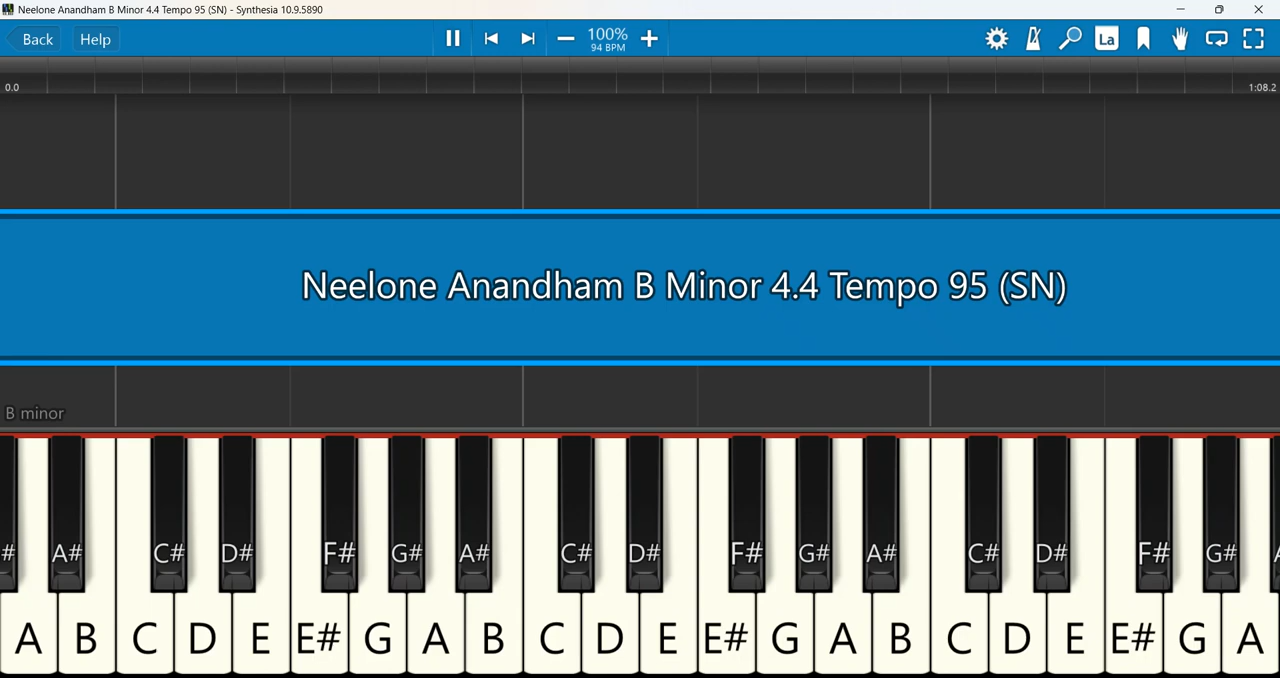 Neelone Anandham B Minor 4.4 Tempo 95 (SN) - Synthesia 10.9.5890
Back Help 100% La
94 BPM
0.0 1:08.2
Neelone Anandham B Minor 4.4 Tempo 95 (SN)
B minor
# A# C# D# F# G# A# C# D# F# G# A# C# D# F# G# A
A B C D E E# G A B C D E E# G A B C D E E# G A